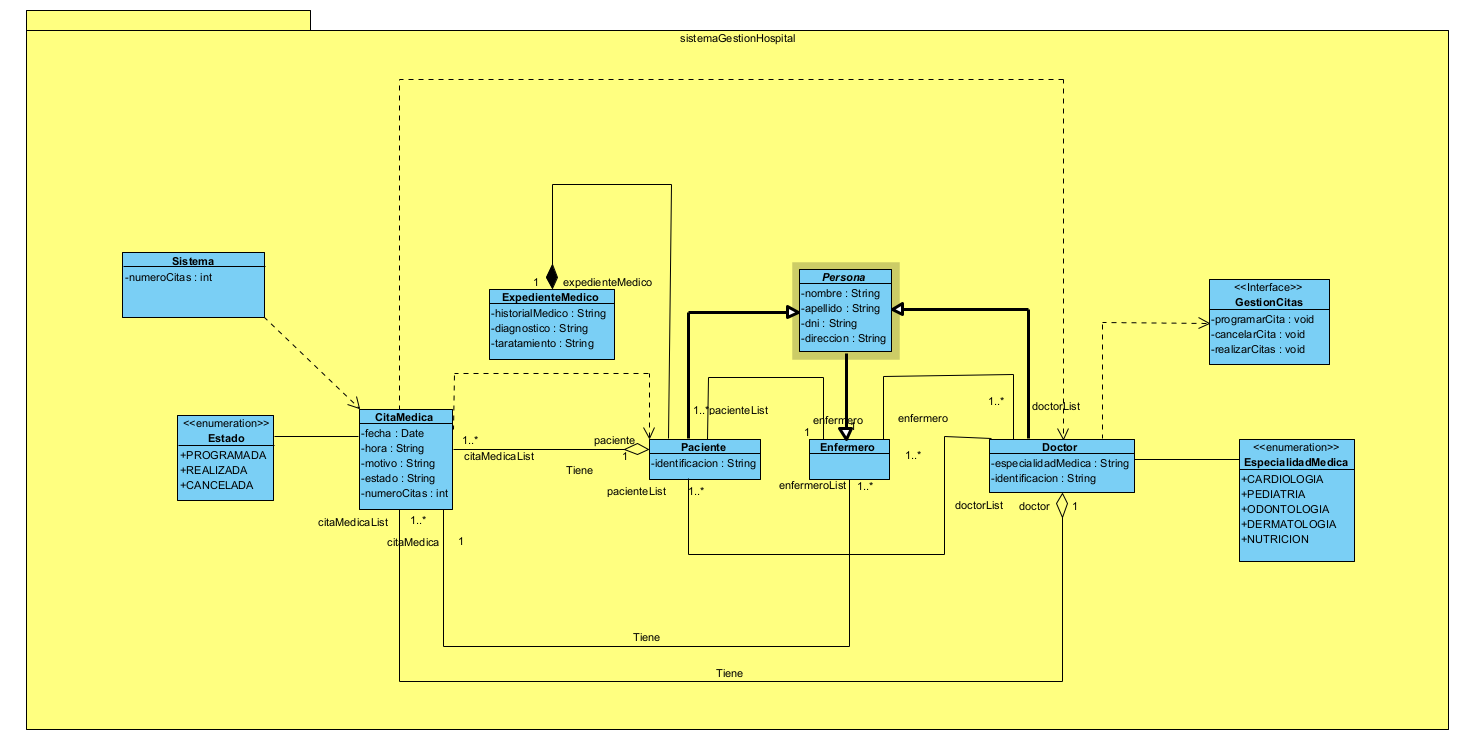 sistemaGestionHospital
Sistema
-numeroCitas : int
1
expedienteMedico
ExpedienteMedico
-historialMedico : String
-diagnostico : String
-taratamiento : String
Persona
-nombre : String
-apellido : String
-dni : String
-direccion : String
<<Interface>>
GestionCitas
-programarCita : void
-cancelarCita : void
-realizarCitas : void
<<enumeration>>
Estado
+PROGRAMADA
+REALIZADA
+CANCELADA
CitaMedica
-fecha : Date
-hora : String
-motivo : String
-estado : String
-numeroCitas : int
1..*
citaMedicaList
paciente
1
Tiene
1..*
pacienteList
enfermero
1
1
enfermero
1..*
doctorList
Paciente
-identificacion : String
Enfermero
1..*
Doctor
-especialidadMedica : String
-identificacion : String
<<enumeration>>
EspecialidadMedica
+CARDIOLOGIA
+PEDIATRIA
+ODONTOLOGIA
+DERMATOLOGIA
+NUTRICION
pacienteList
1..*
enfermeroList
1..*
doctorList
doctor
1
citaMedicaList
1..*
citaMedica
1
Tiene
Tiene